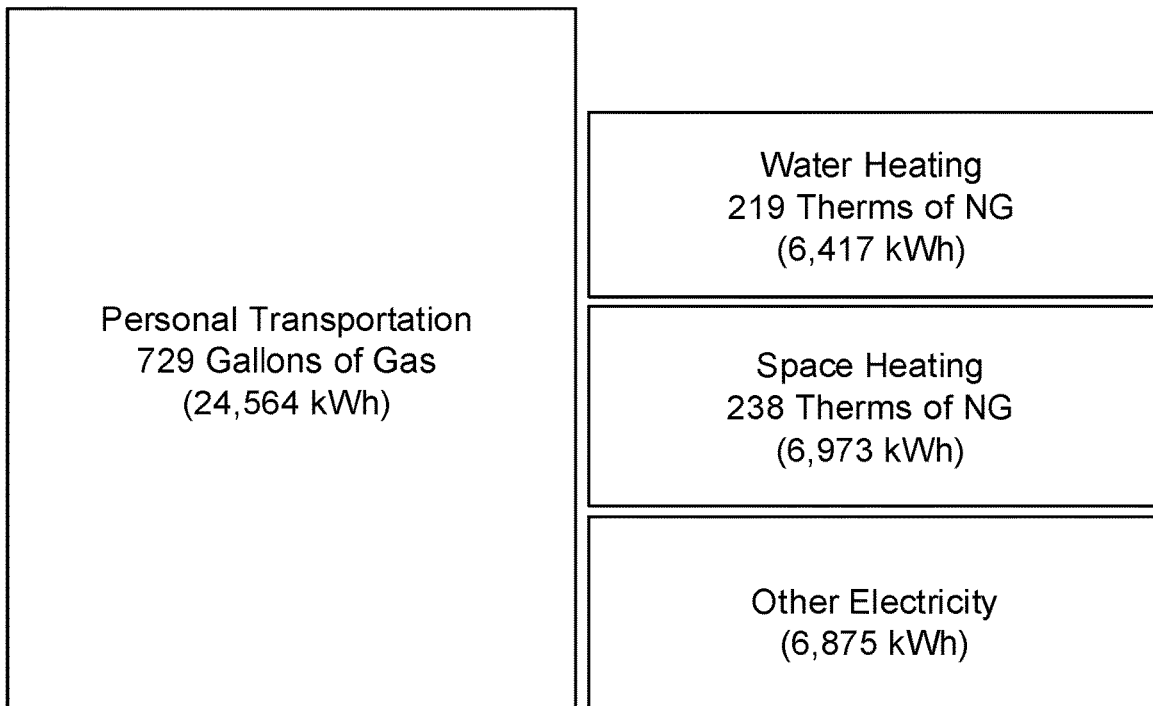 Personal Transportation
729 Gallons of Gas
(24,564 kWh)
Water Heating
219 Therms of NG
(6,417 kWh)
Space Heating
238 Therms of NG
(6,973 kWh)
Other Electricity
(6,875 kWh)